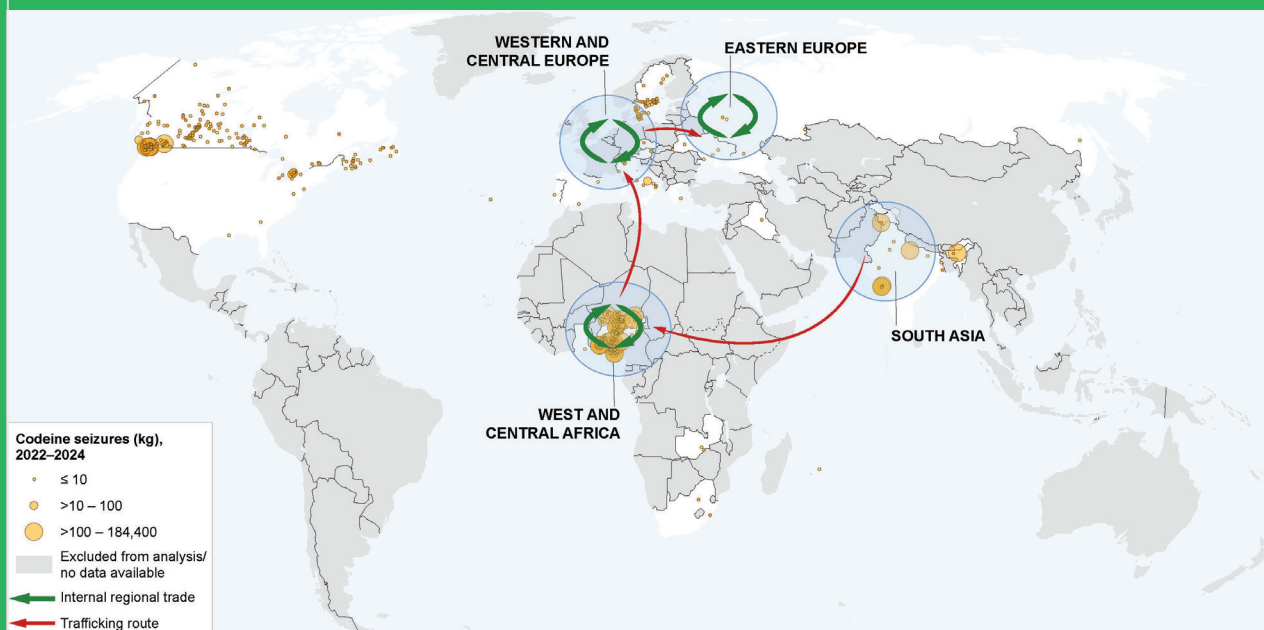 WESTERN AND
CENTRAL EUROPE
EASTERN EUROPE
SOUTH ASIA
WEST AND
CENTRAL AFRICA
Codeine seizures (kg),
2022–2024
≤ 10
>10 – 100
>100 – 184,400
Excluded from analysis/
no data available
Internal regional trade
Trafficking route